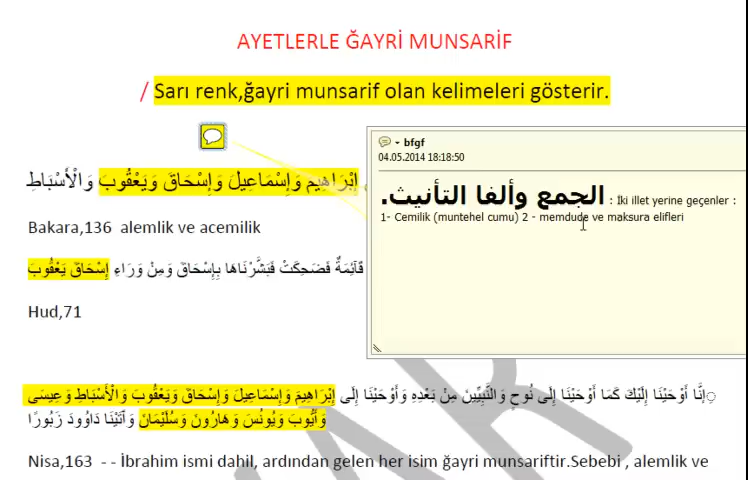 AYETLERLE ĞAYRİ MUNSARİF
/ Sarı renk,ğayri munsarif olan kelimeleri gösterir.
bfgf
04.05.2014 18:18:50
الجمع وألفا التأنيث. : İki illet yerine geçenler :
1- Cemilik (muntehel cumu) 2 - memdude ve maksura elifleri
إِبْرَاهِيمَ وَإِسْمَاعِيلَ وَإِسْحَاقَ وَيَعْقُوبَ وَالْأَسْبَاطِ
Bakara,136 alemlik ve acemilik
قَآئِمَةٌ فَضَحِكَتْ فَبَشَّرْنَاهَا بِإِسْحَاقَ وَمِنْ وَرَاءِ إِسْحَاقَ يَعْقُوبَ
Hud,71
إِنَّا أَوْحَيْنَا إِلَيْكَ كَمَا أَوْحَيْنَا إِلَى نُوحٍ وَالنَّبِيِّينَ مِنْ بَعْدِهِ وَأَوْحَيْنَا إِلَى إِبْرَاهِيمَ وَإِسْمَاعِيلَ وَإِسْحَاقَ وَيَعْقُوبَ وَالْأَسْبَاطِ وَعِيسَى
وَأَيُّوبَ وَيُونُسَ وَهَارُونَ وَسُلَيْمَانَ وَآتَيْنَا دَاوُودَ زَبُورًا
Nisa,163 - - İbrahim ismi dahil, ardından gelen her isim ğayri munsariftir.Sebebi , alemlik ve